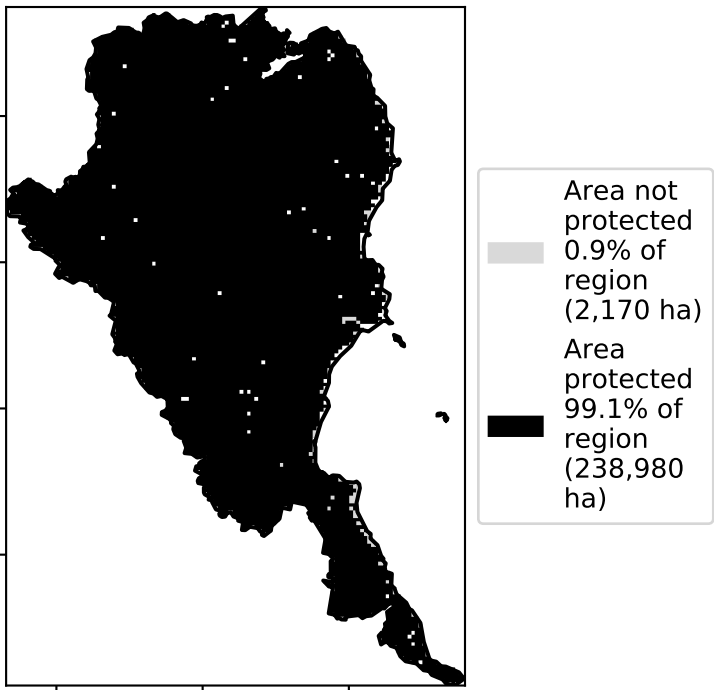 Area not
protected
0.9% of
region
(2,170 ha)
Area
protected
99.1% of
region
(238,980
ha)